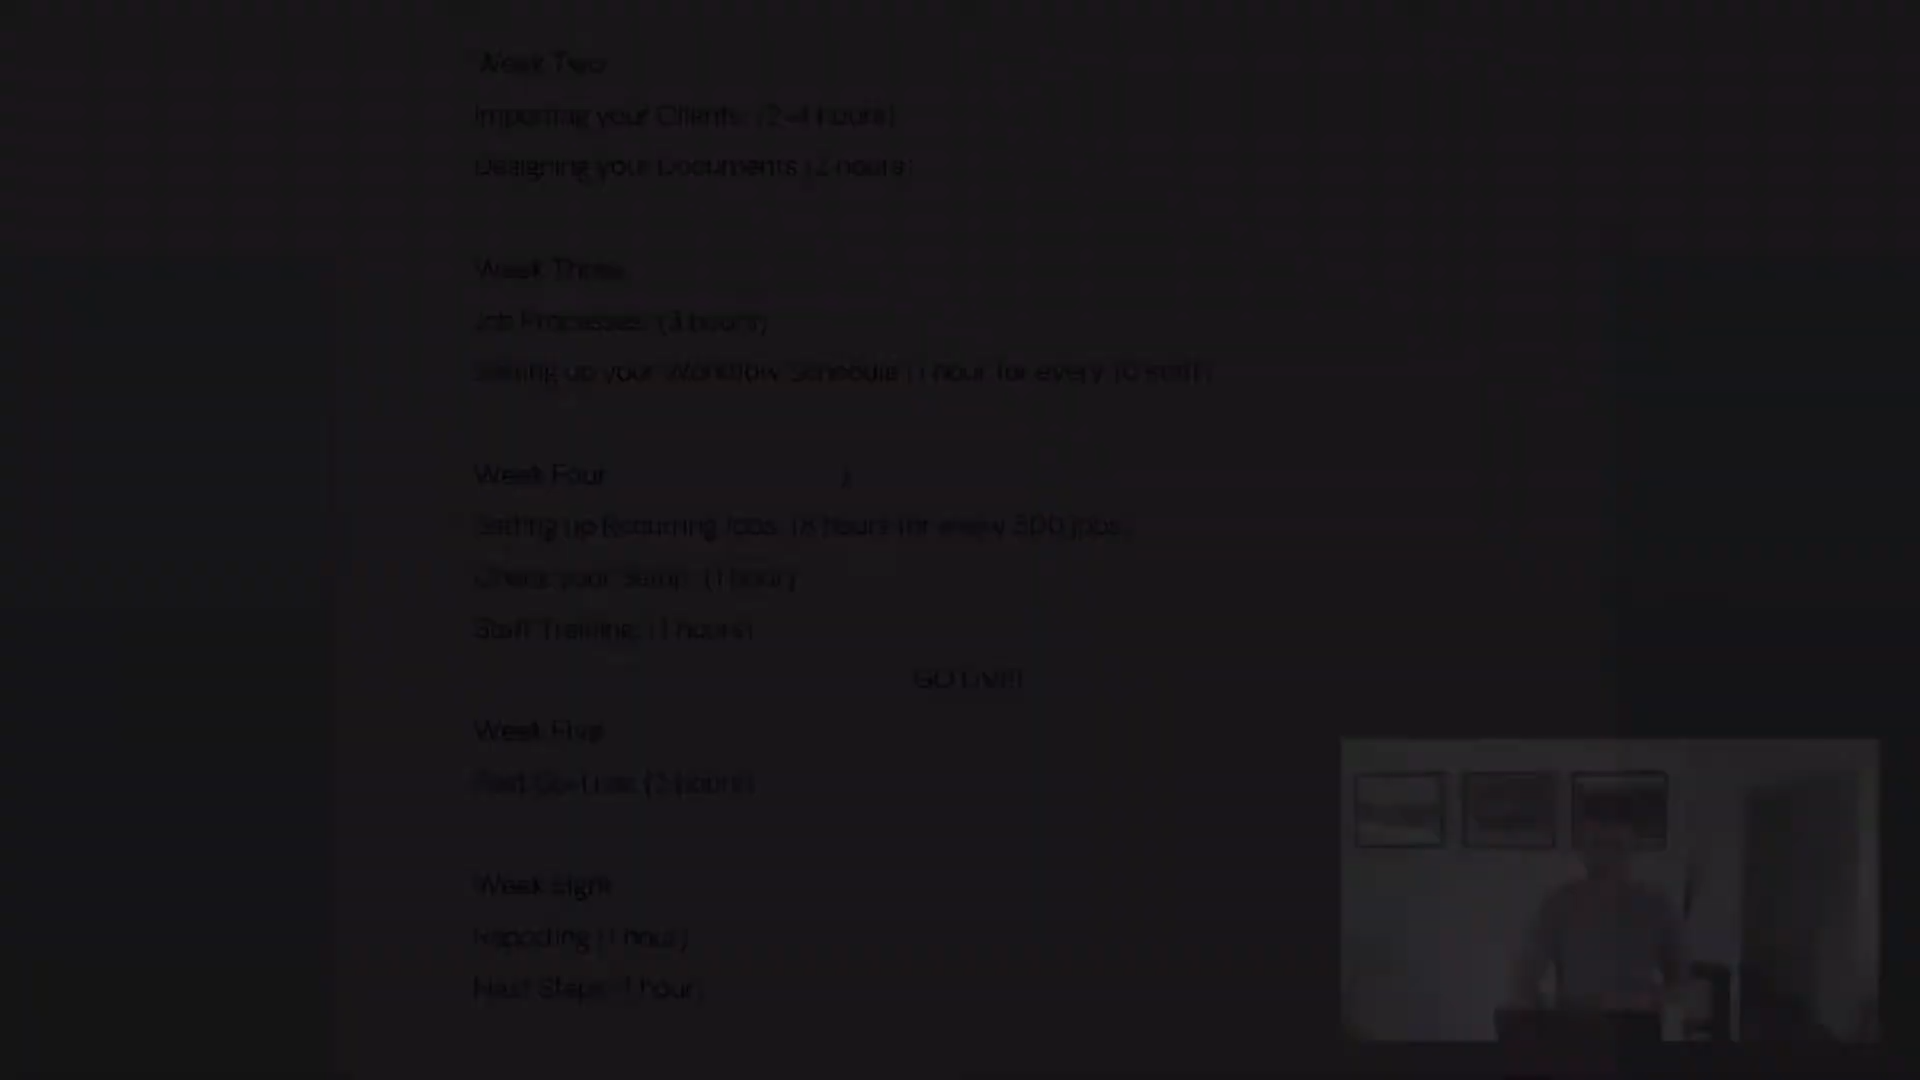 Week Two
Importing your Clients (2-4 hours)
Designing your Documents (2 hours)
Week Three
Job Processes (3 hours)
Setting up your Workflow Schedule (1 hour for every 10 staff)
Week Four
Setting up Recurring Jobs (8 hours for every 500 jobs)
Check your Setup (1 hour)
Staff Training (1 hours)
GO LIVE!
Week Five
(2 hours)
Week Eight
Reporting (1 hour)
Next Steps (1 hour)